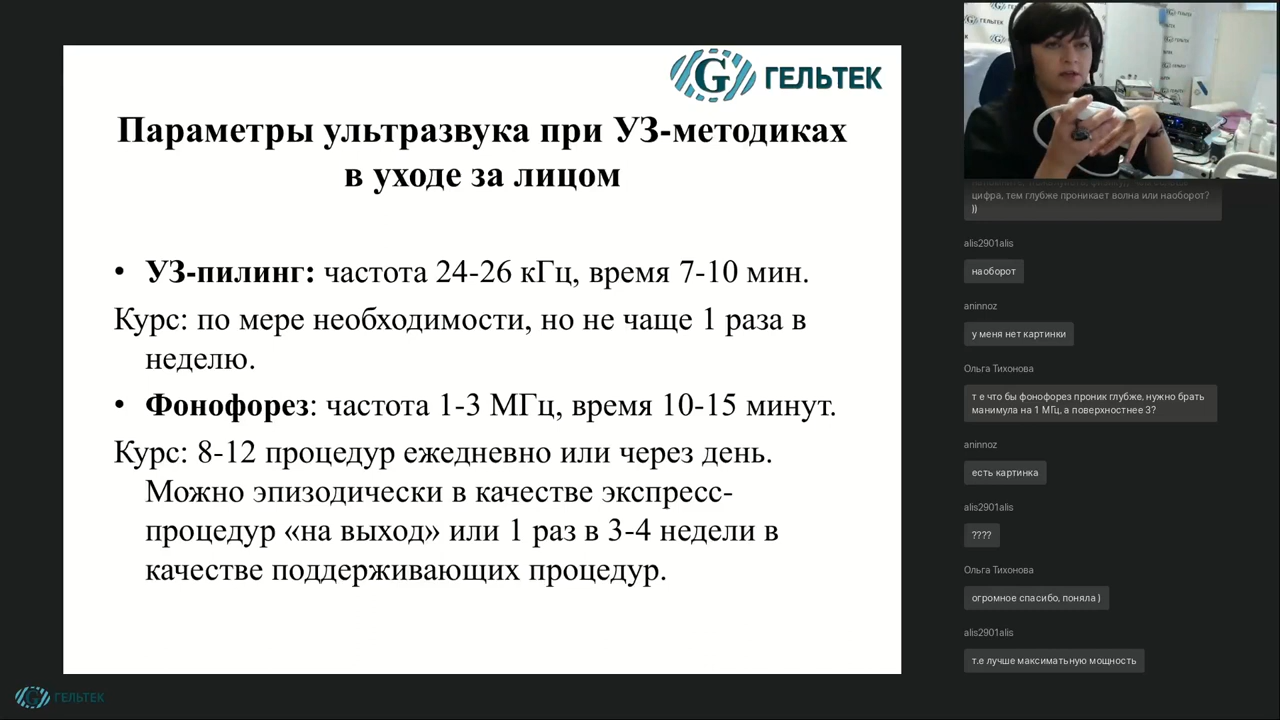 ГЕЛЬТЕК
Параметры ультразвука при УЗ-методиках
в уходе за лицом
• УЗ-пилинг: частота 24-26 кГц, время 7-10 мин.
Курс: по мере необходимости, но не чаще 1 раза в
неделю.
• Фонофорез: частота 1-3 МГц, время 10-15 минут.
Курс: 8-12 процедур ежедневно или через день.
Можно эпизодически в качестве экспресс-
процедур «на выход» или 1 раз в 3-4 недели в
качестве поддерживающих процедур.
ГЕЛЬТЕК
цифра, тем глубже проникает волна или наоборот?
))
alis2901alis
наоборот
aninnoz
у меня нет картинки
Ольга Тихонова
т е что бы фонофорез проник глубже, нужно брать
манимула на 1 МГц, а поверхностнее 3?
aninnoz
есть картинка
alis2901alis
????
Ольга Тихонова
огромное спасибо, поняла )
alis2901alis
т.е лучше максиматьную мощность